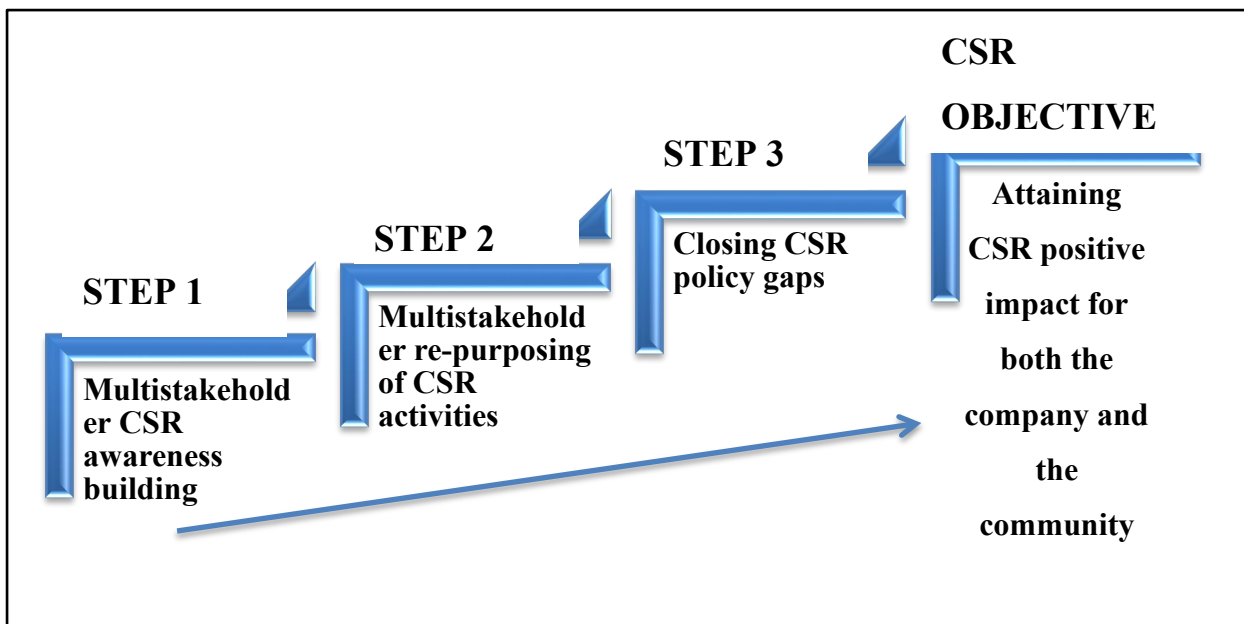 STEP 1
Multistakehold
er CSR
awareness
building
STEP 2
Multistakehold
er re-purposing
of CSR
activities
STEP 3
Closing CSR
policy gaps
CSR
OBJECTIVE
Attaining
CSR positive
impact for
both the
company and
the
community